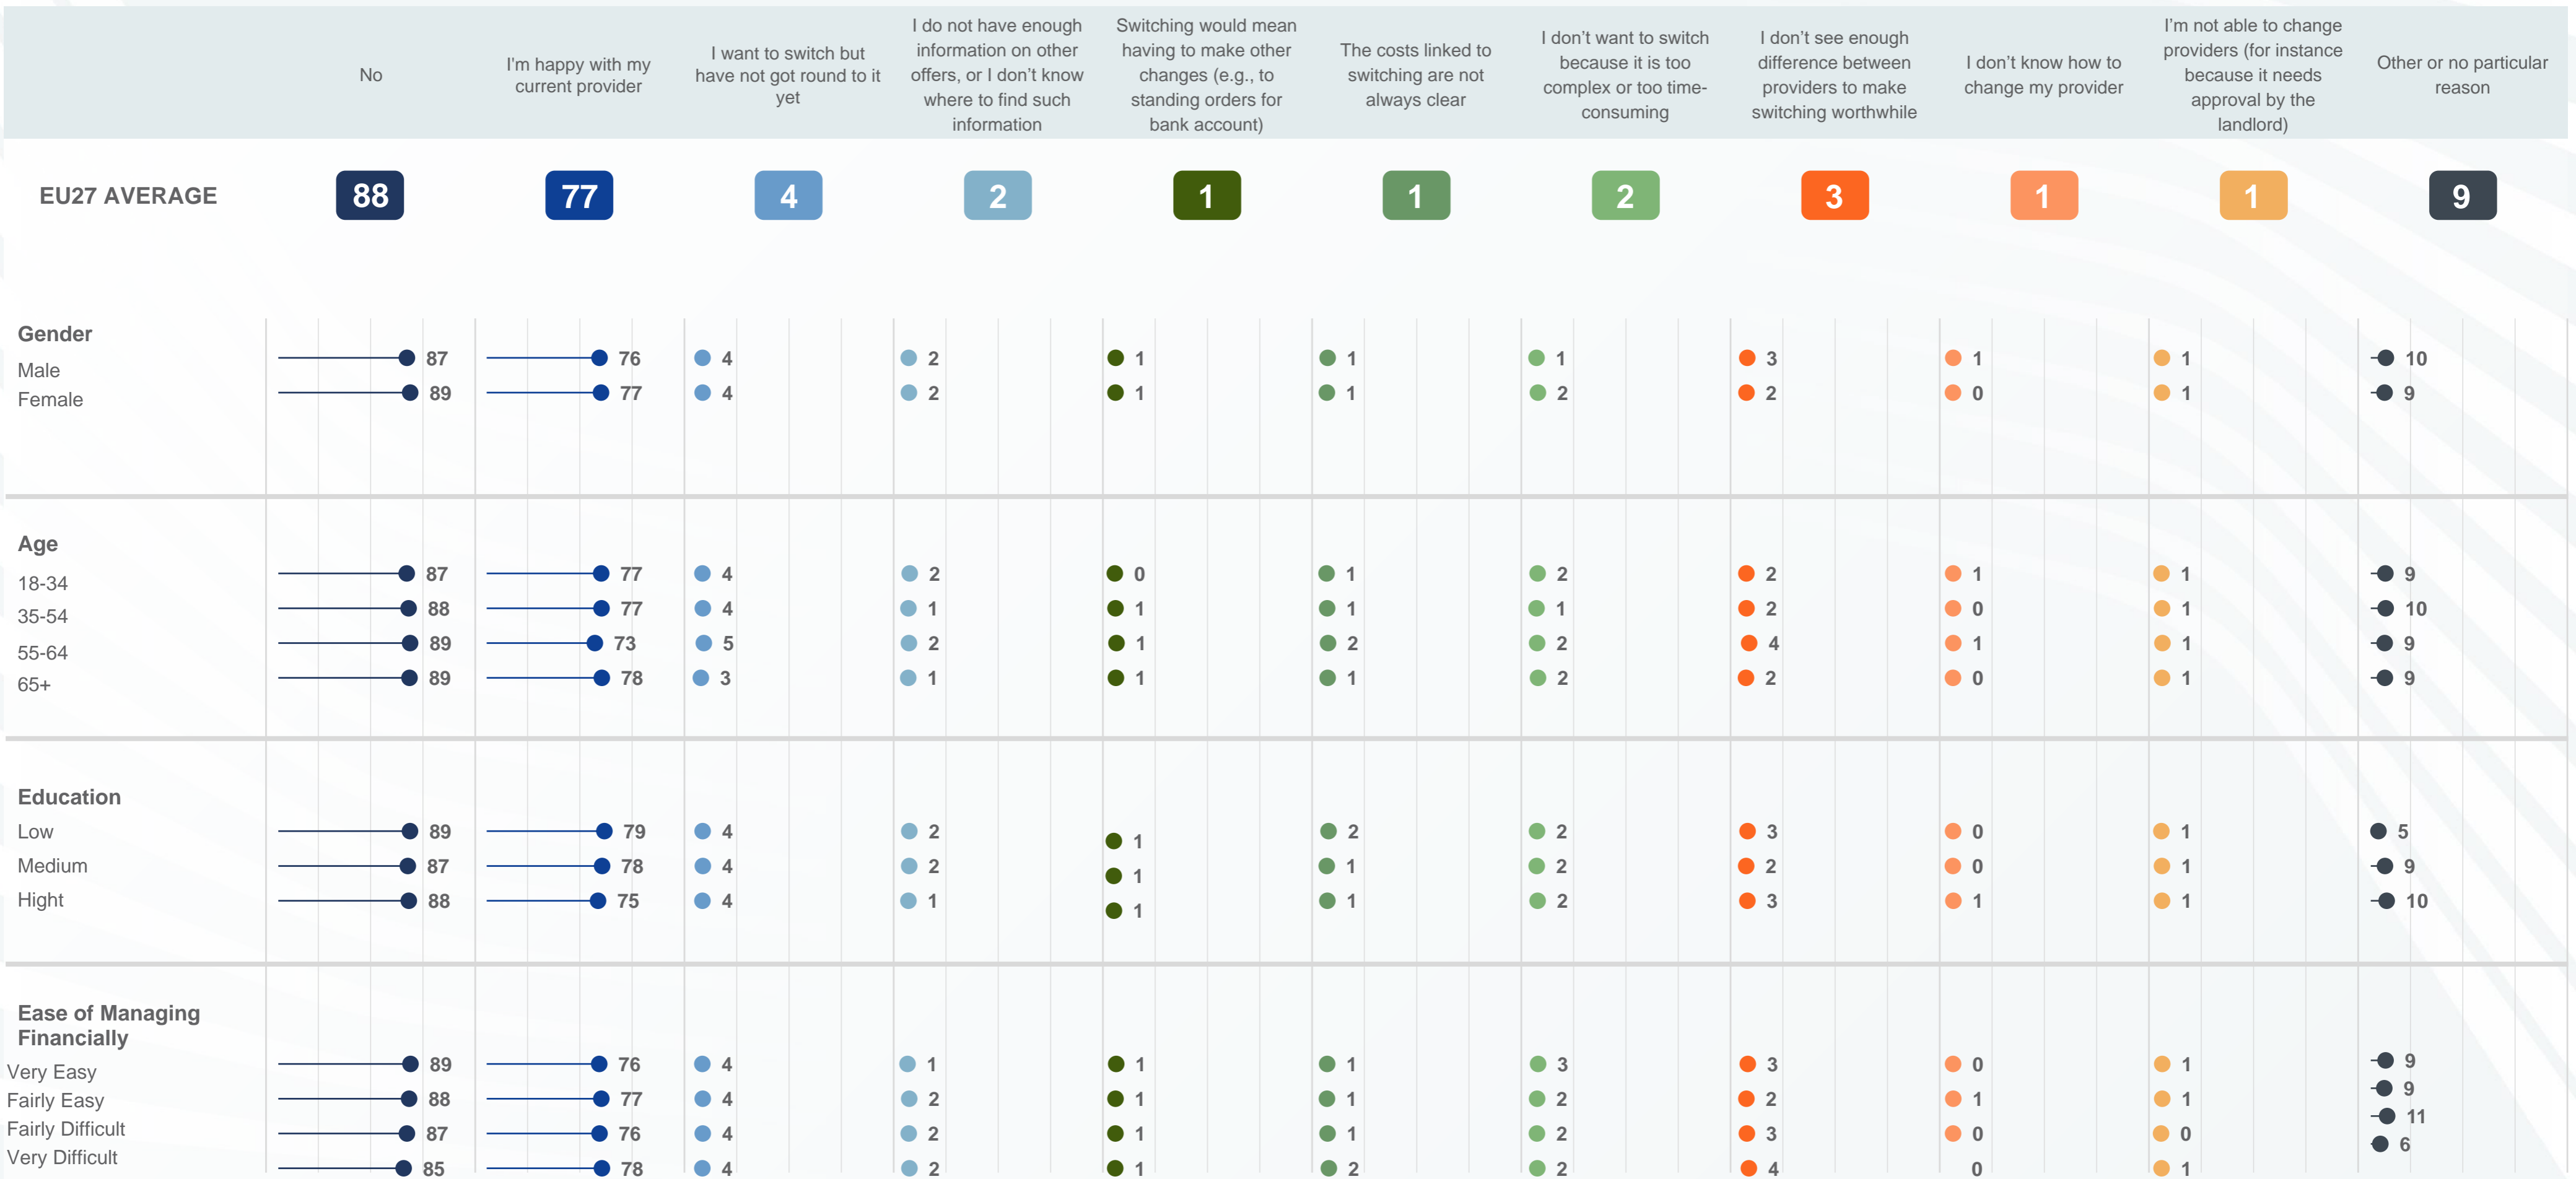 No
I'm happy with my
current provider
I want to switch but
have not got round to it
yet
I do not have enough
information on other
offers, or I don't know
where to find such
information
Switching would mean
having to make other
changes (e.g., to
standing orders for
bank account)
The costs linked to
switching are not
always clear
I don't want to switch
because it is too
complex or too time-
consuming
I don't see enough
difference between
providers to make
switching worthwhile
I don't know how to
change my provider
I'm not able to change
providers (for instance
because it needs
approval by the
landlord)
Other or no particular
reason
EU27 AVERAGE 88 77 4 2 1 1 2 3 1 1 9
Gender
Male 87 76 4 2 1 1 1 3 1 1 10
Female 89 77 4 2 1 1 2 2 0 1 9
Age
18-34 87 77 4 2 0 1 2 2 1 1 9
35-54 88 77 4 1 1 1 1 2 0 1 10
55-64 89 73 5 2 1 2 2 4 1 1 9
65+ 89 78 3 1 1 1 2 2 0 1 9
Education
Low 89 79 4 2 1 2 2 3 0 1 5
Medium 87 78 4 2 1 1 2 2 0 1 9
Hight 88 75 4 1 1 1 2 3 1 1 10
Ease of Managing
Financially
Very Easy 89 76 4 1 1 1 3 3 0 1 9
Fairly Easy 88 77 4 2 1 1 2 2 1 1 9
Fairly Difficult 87 76 4 2 1 1 2 3 0 0 11
Very Difficult 85 78 4 2 1 2 2 4 0 1 6